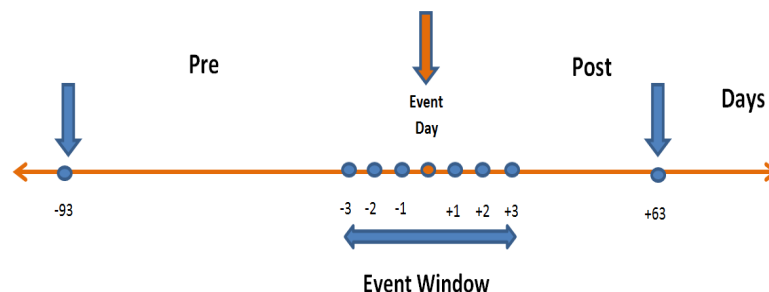 Pre
Post
Event
Day
Days
-93
-3
-2
-1
+1
+2
+3
+63
Event Window